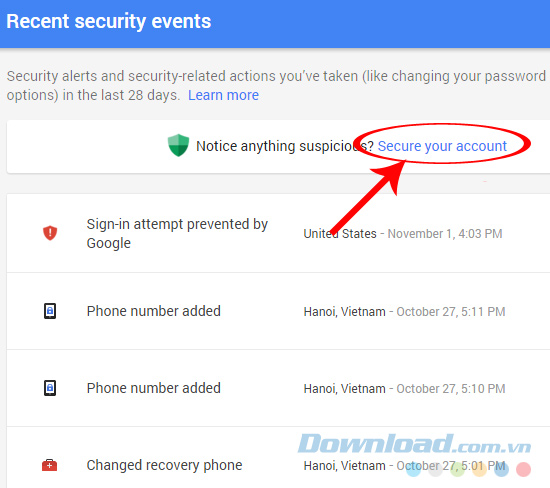 Recent security events
Security alerts and security-related actions you've taken (like changing your password
options) in the last 28 days. Learn more
Notice anything suspicious? Secure your account
Sign-in attempt prevented by
Google
United States - November 1, 4:03 PM
Phone number added
Hanoi, Vietnam - October 27, 5:11 PM
Phone number added
Hanoi, Vietnam - October 27, 5:10 PM
Download.com.vn
Changed recovery phone
Hanoi, Vietnam - October 27, 5:01 PM